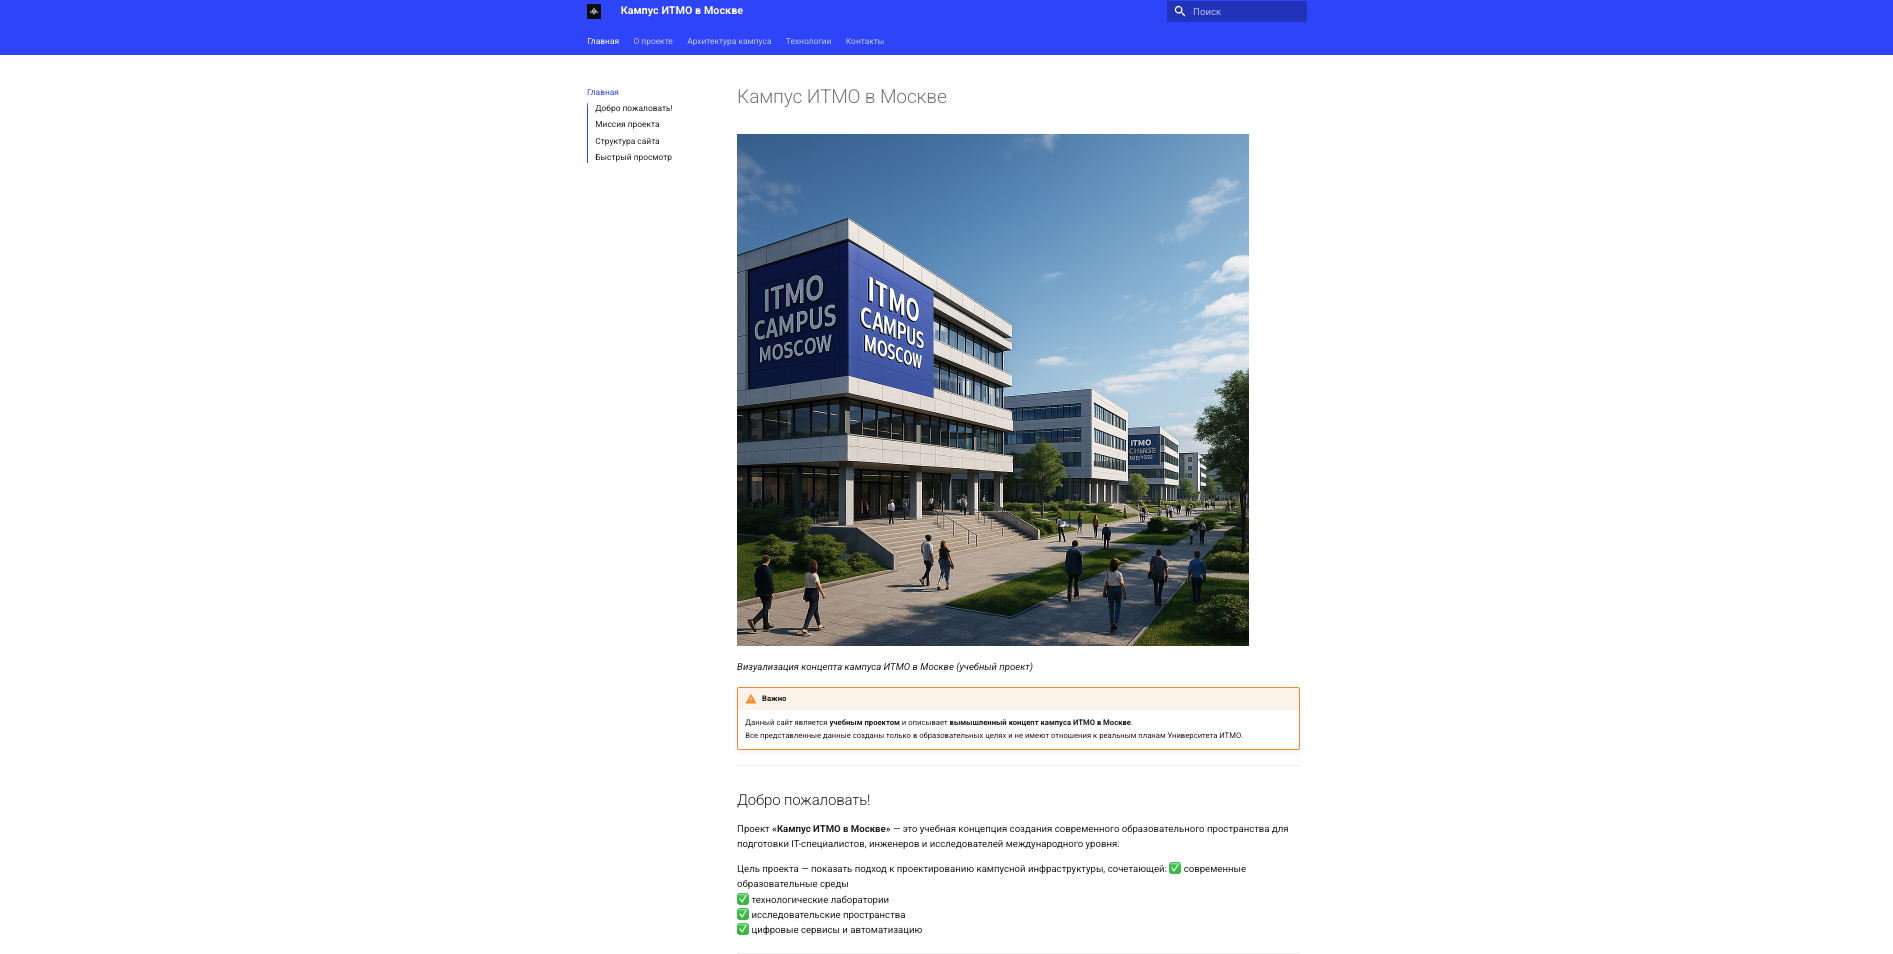 Кампус ИТМО в Москве
Поиск
Главная
О проекте
Архитектура кампуса
Технологии
Контакты
Главная
Добро пожаловать!
Миссия проекта
Структура сайта
Быстрый просмотр
Кампус ИТМО в Москве
ITMO
CAMPUS
MOSCOW
ITMO
CAMPUS
MOSCOW
ITMO
Визуализация концепта кампуса ИТМО в Москве (учебный проект)
Важно
Данный сайт является учебным проектом и описывает вымышленный концепт кампуса ИТМО в Москве.
Все представленные данные созданы только в образовательных целях и не имеют отношения к реальным планам Университета ИТМО.
Добро пожаловать!
Проект «Кампус ИТМО в Москве» — это учебная концепция создания современного образовательного пространства для
подготовки IT-специалистов, инженеров и исследователей международного уровня.
Цель проекта — показать подход к проектированию кампусной инфраструктуры, сочетающей: ✅ современные
образовательные среды
✅ технологические лаборатории
✅ исследовательские пространства
✅ цифровые сервисы и автоматизацию